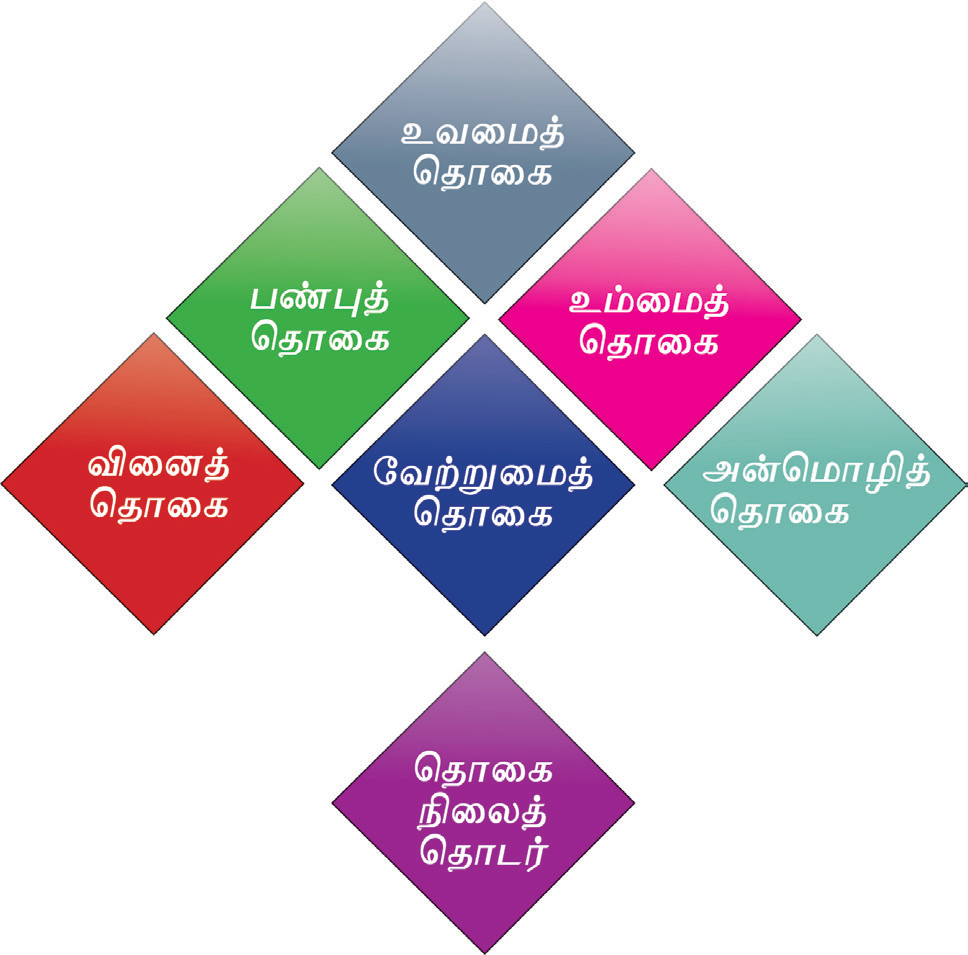 உவமைத்
தொகை
பண்புத்
தொகை
உம்மைத்
தொகை
வினைத்
தொகை
வேற்றுமைத்
தொகை
அன்மொழித்
தொகை
தொகை
நிலைத்
தொடர்